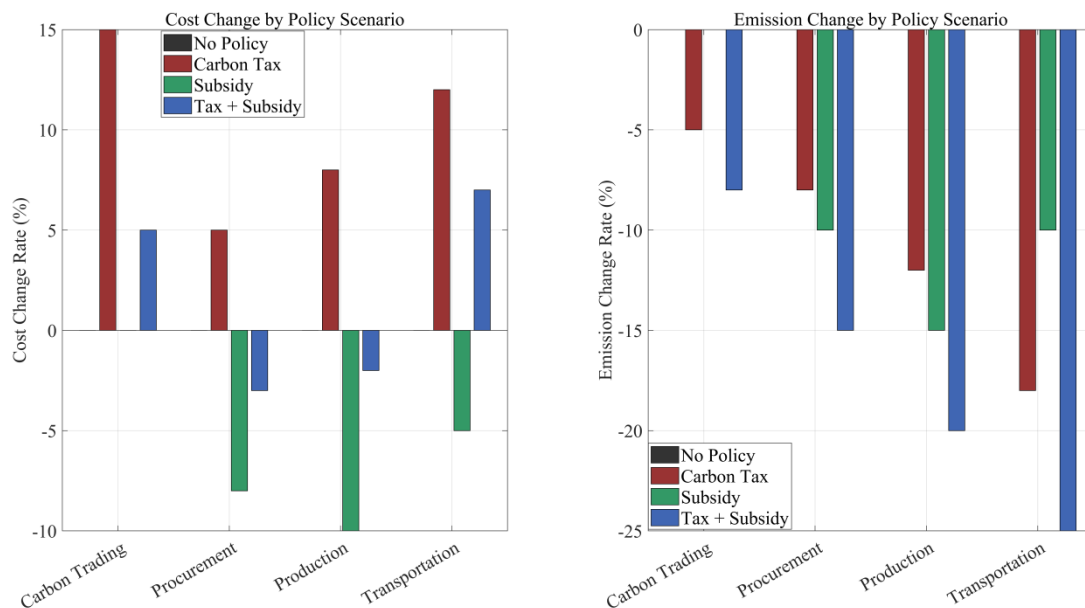 Cost Change by Policy Scenario
Cost Change Rate (%)
15
10
5
0
-5
-10
No Policy
Carbon Tax
Subsidy
Tax + Subsidy
Carbon Trading
Procurement
Production
Transportation
Emission Change by Policy Scenario
Emission Change Rate (%)
0
-5
-10
-15
-20
-25
No Policy
Carbon Tax
Subsidy
Tax + Subsidy
Carbon Trading
Procurement
Production
Transportation